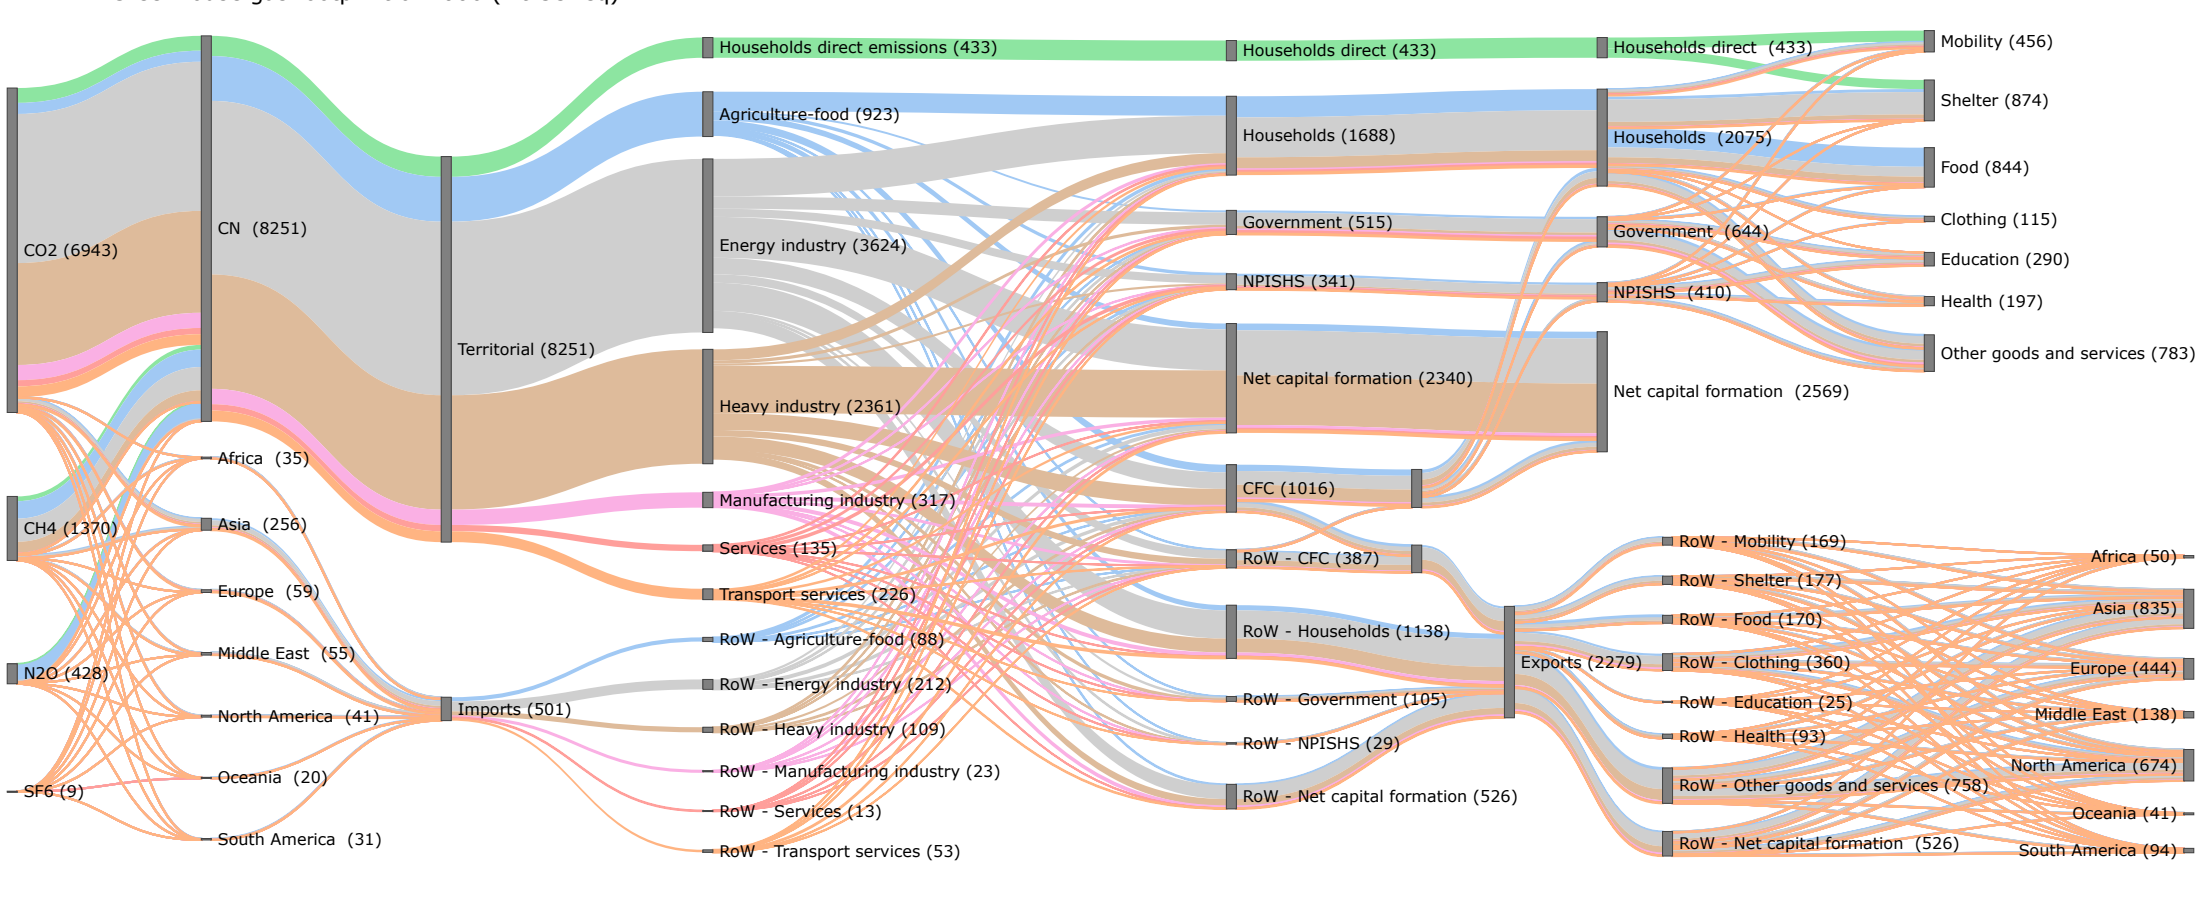 CO2 (6943)
CH4 (1370)
N2O (428)
SF6 (9)
CN (8251)
Africa (35)
Asia (256)
Europe (59)
Middle East (55)
North America (41)
Oceania (20)
South America (31)
Territorial (8251)
Imports (501)
Households direct emissions (433)
Agriculture-food (923)
Energy industry (3624)
Heavy industry (2361)
Manufacturing industry (317)
Services (135)
Transport services (226)
RoW - Agriculture-food (88)
RoW - Energy industry (212)
RoW - Heavy industry (109)
RoW - Manufacturing industry (23)
RoW - Services (13)
RoW - Transport services (53)
Households direct (433)
Households (1688)
Government (515)
NPISHS (341)
Net capital formation (2340)
CFC (1016)
RoW - CFC (387)
RoW - Households (1138)
RoW - Government (105)
RoW - NPISHS (29)
RoW - Net capital formation (526)
Exports (2279)
Households direct (433)
Households (2075)
Government (644)
NPISHS (410)
Net capital formation (2569)
RoW - Mobility (169)
RoW - Shelter (177)
RoW - Food (170)
RoW - Clothing (360)
RoW - Education (25)
RoW - Health (93)
RoW - Other goods and services (758)
RoW - Net capital formation (526)
Mobility (456)
Shelter (874)
Food (844)
Clothing (115)
Education (290)
Health (197)
Other goods and services (783)
Africa (50)
Asia (835)
Europe (444)
Middle East (138)
North America (674)
Oceania (41)
South America (94)